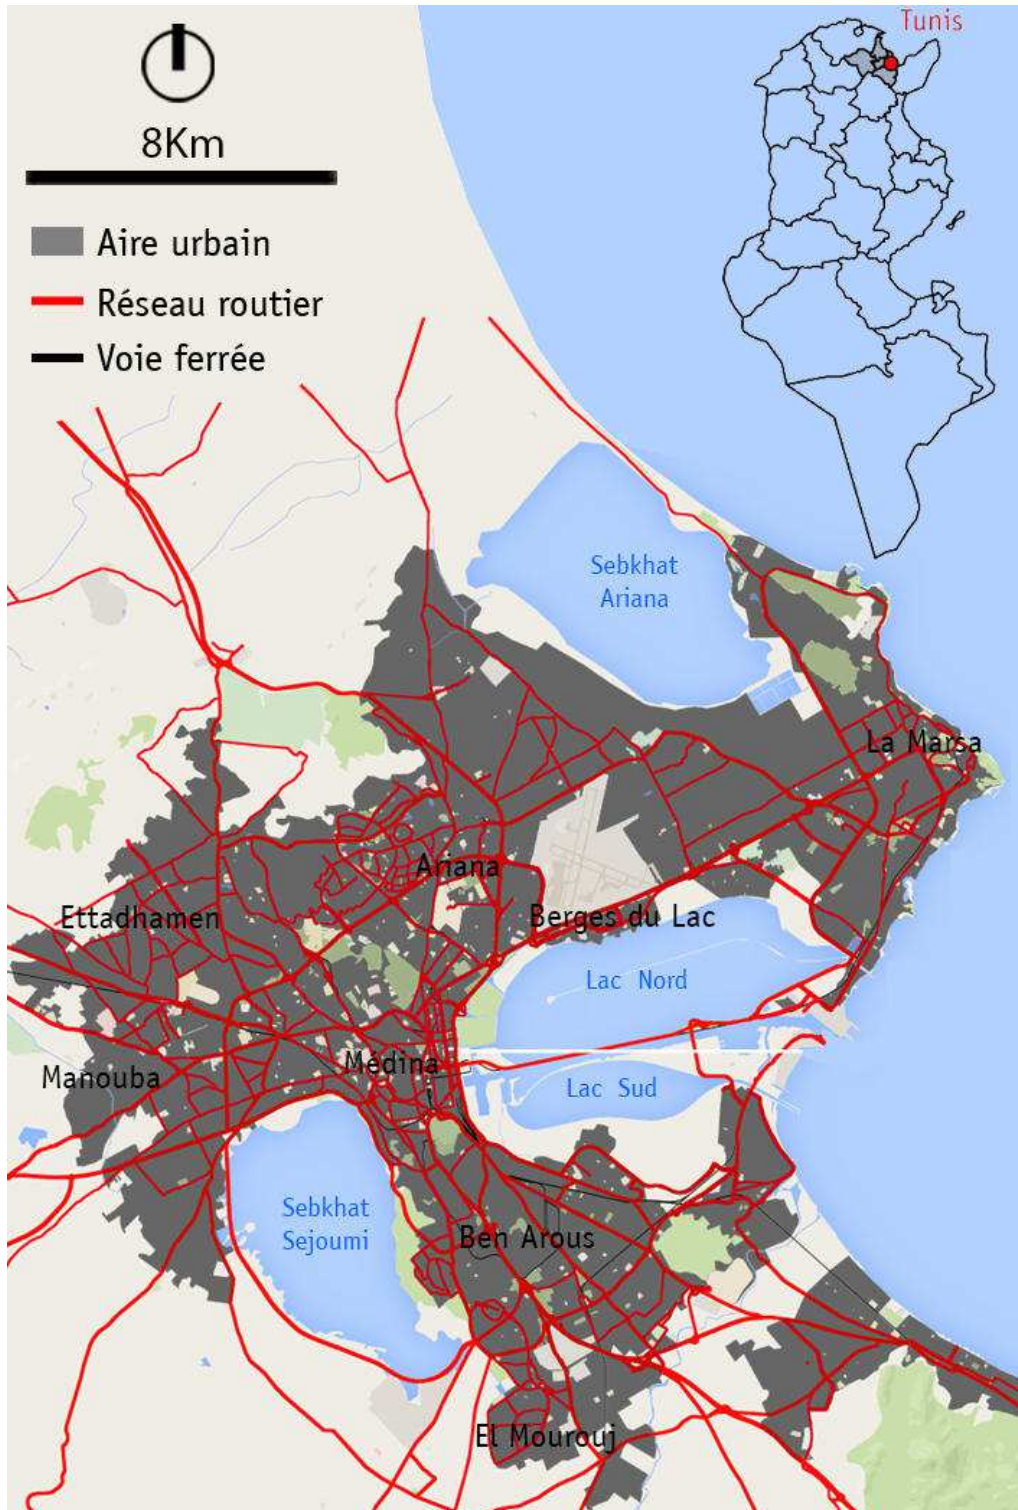 Tunis
8Km
Aire urbain
Réseau routier
Voie ferrée
Sebkhat
Ariana
La Marsa
Ariana
Ettadhamen
Berges du Lac
Lac Nord
Médina
Manouba
Lac Sud
Sebkhat
Sejoumi
Ben Arous
El Mourouj